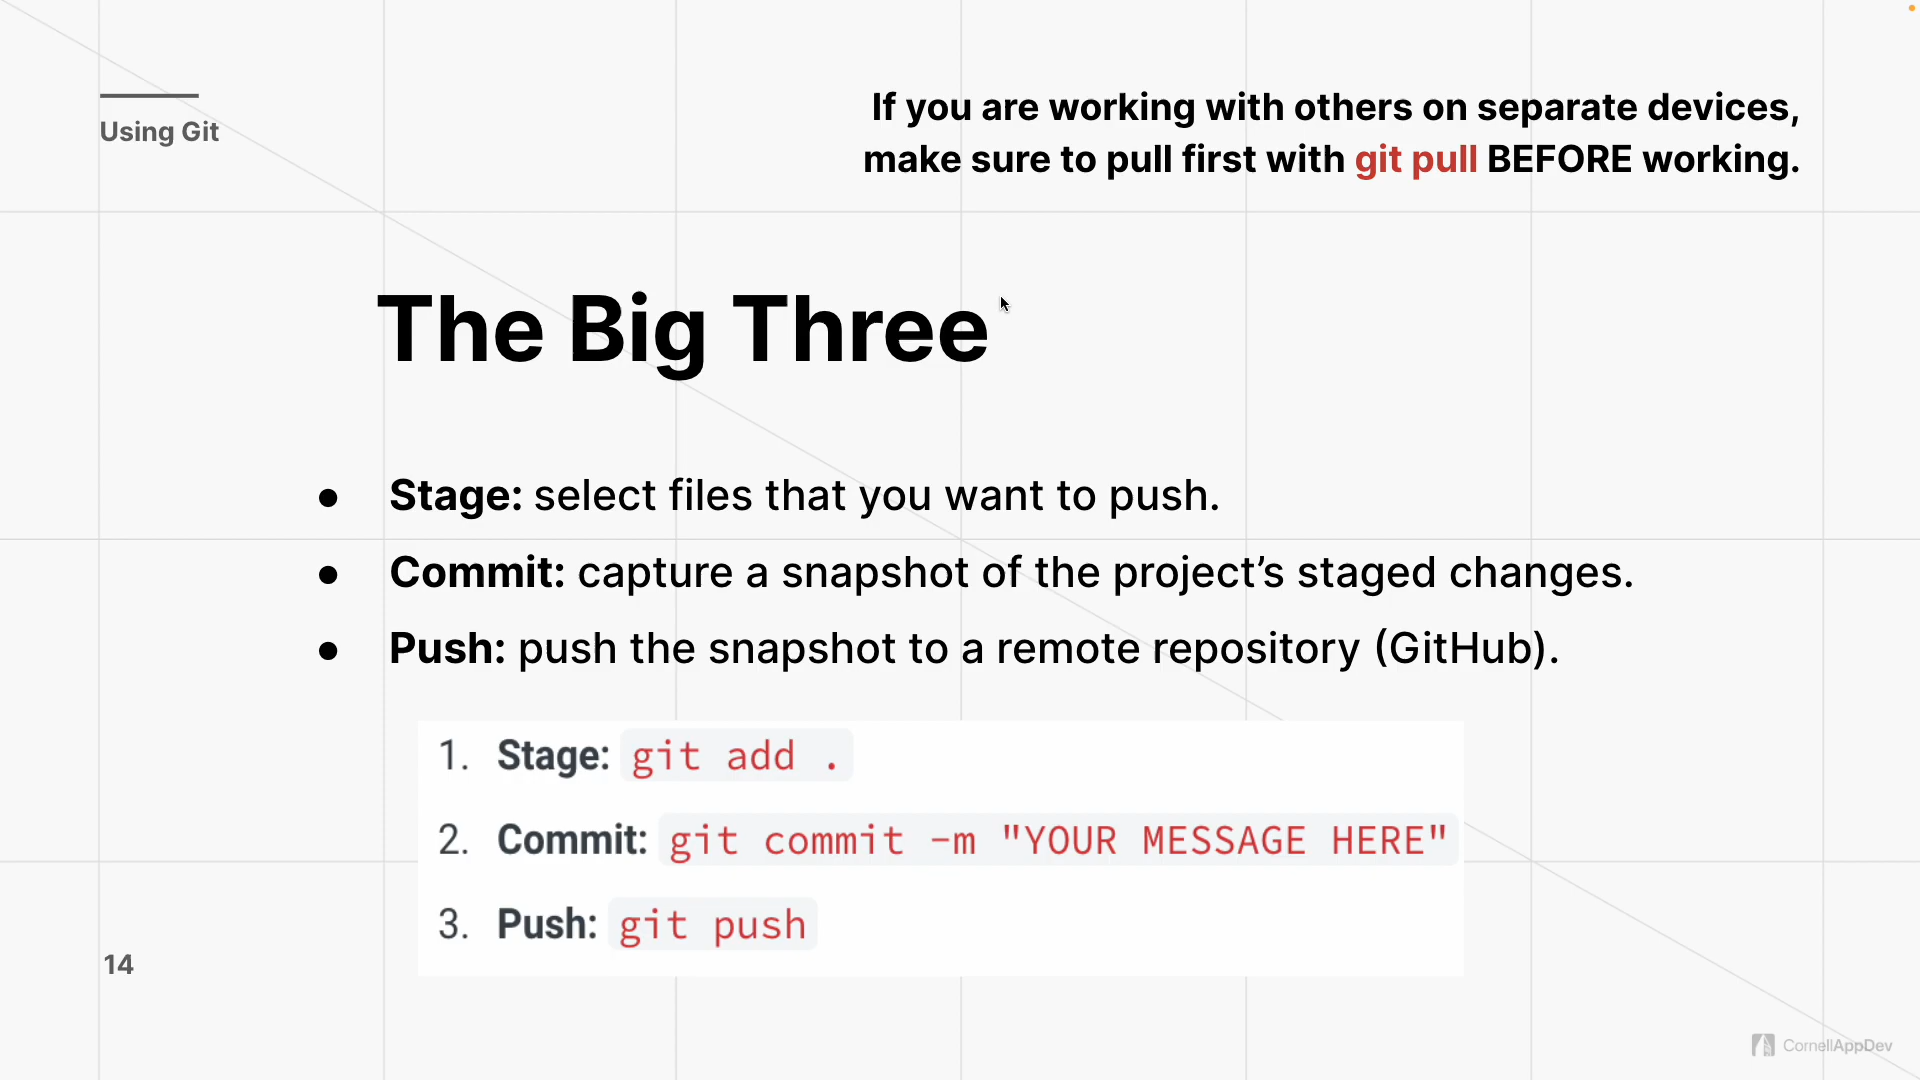 Using Git
If you are working with others on separate devices,
make sure to pull first with git pull BEFORE working.
The Big Three
● Stage: select files that you want to push.
● Commit: capture a snapshot of the project’s staged changes.
● Push: push the snapshot to a remote repository (GitHub).
1. Stage: git add .
2. Commit: git commit -m "YOUR MESSAGE HERE"
3. Push: git push
14
CornellAppDev